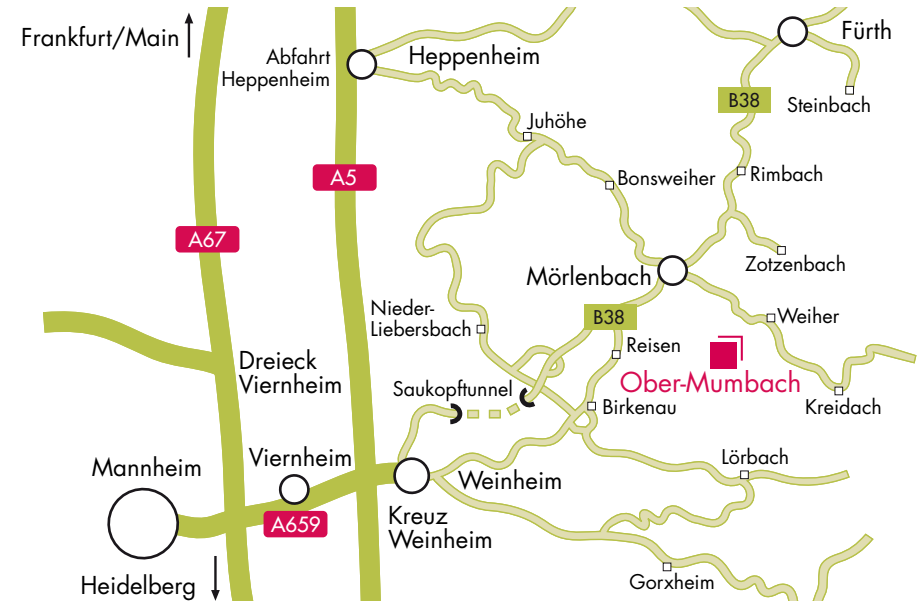 Frankfurt/Main
Abfahrt
Heppenheim
Heppenheim
Fürth
B38
Steinbach
Juhöhe
A5
Bonsweiher
Rimbach
A67
Zotzenbach
Mörlenbach
Nieder-
Liebersbach
B38
Weiher
Reisen
Dreieck
Viernheim
Ober-Mumbach
Saukopftunnel
Birkenau
Kreidach
Mannheim
Viernheim
Lörbach
Weinheim
A659
Kreuz
Weinheim
Heidelberg
Gorxheim